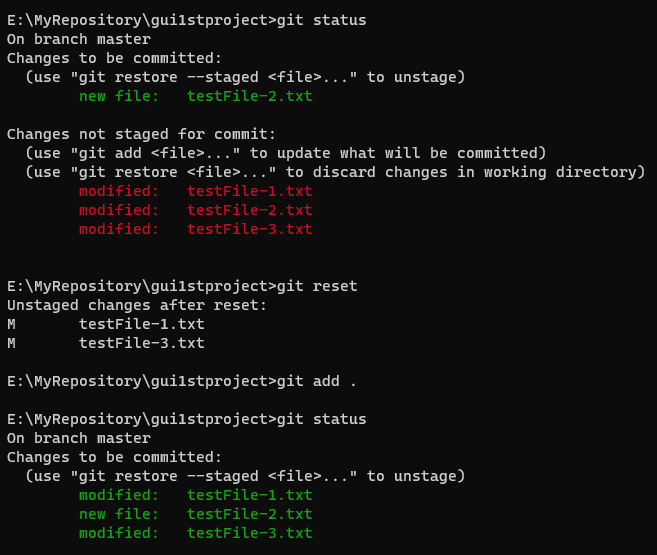 E:\MyRepository\gui1stproject>git status
On branch master
Changes to be committed:
  (use "git restore --staged <file>..." to unstage)
        new file:   testFile-2.txt

Changes not staged for commit:
  (use "git add <file>..." to update what will be committed)
  (use "git restore <file>..." to discard changes in working directory)
        modified:   testFile-1.txt
        modified:   testFile-2.txt
        modified:   testFile-3.txt


E:\MyRepository\gui1stproject>git reset
Unstaged changes after reset:
M       testFile-1.txt
M       testFile-3.txt

E:\MyRepository\gui1stproject>git add .

E:\MyRepository\gui1stproject>git status
On branch master
Changes to be committed:
  (use "git restore --staged <file>..." to unstage)
        modified:   testFile-1.txt
        new file:   testFile-2.txt
        modified:   testFile-3.txt